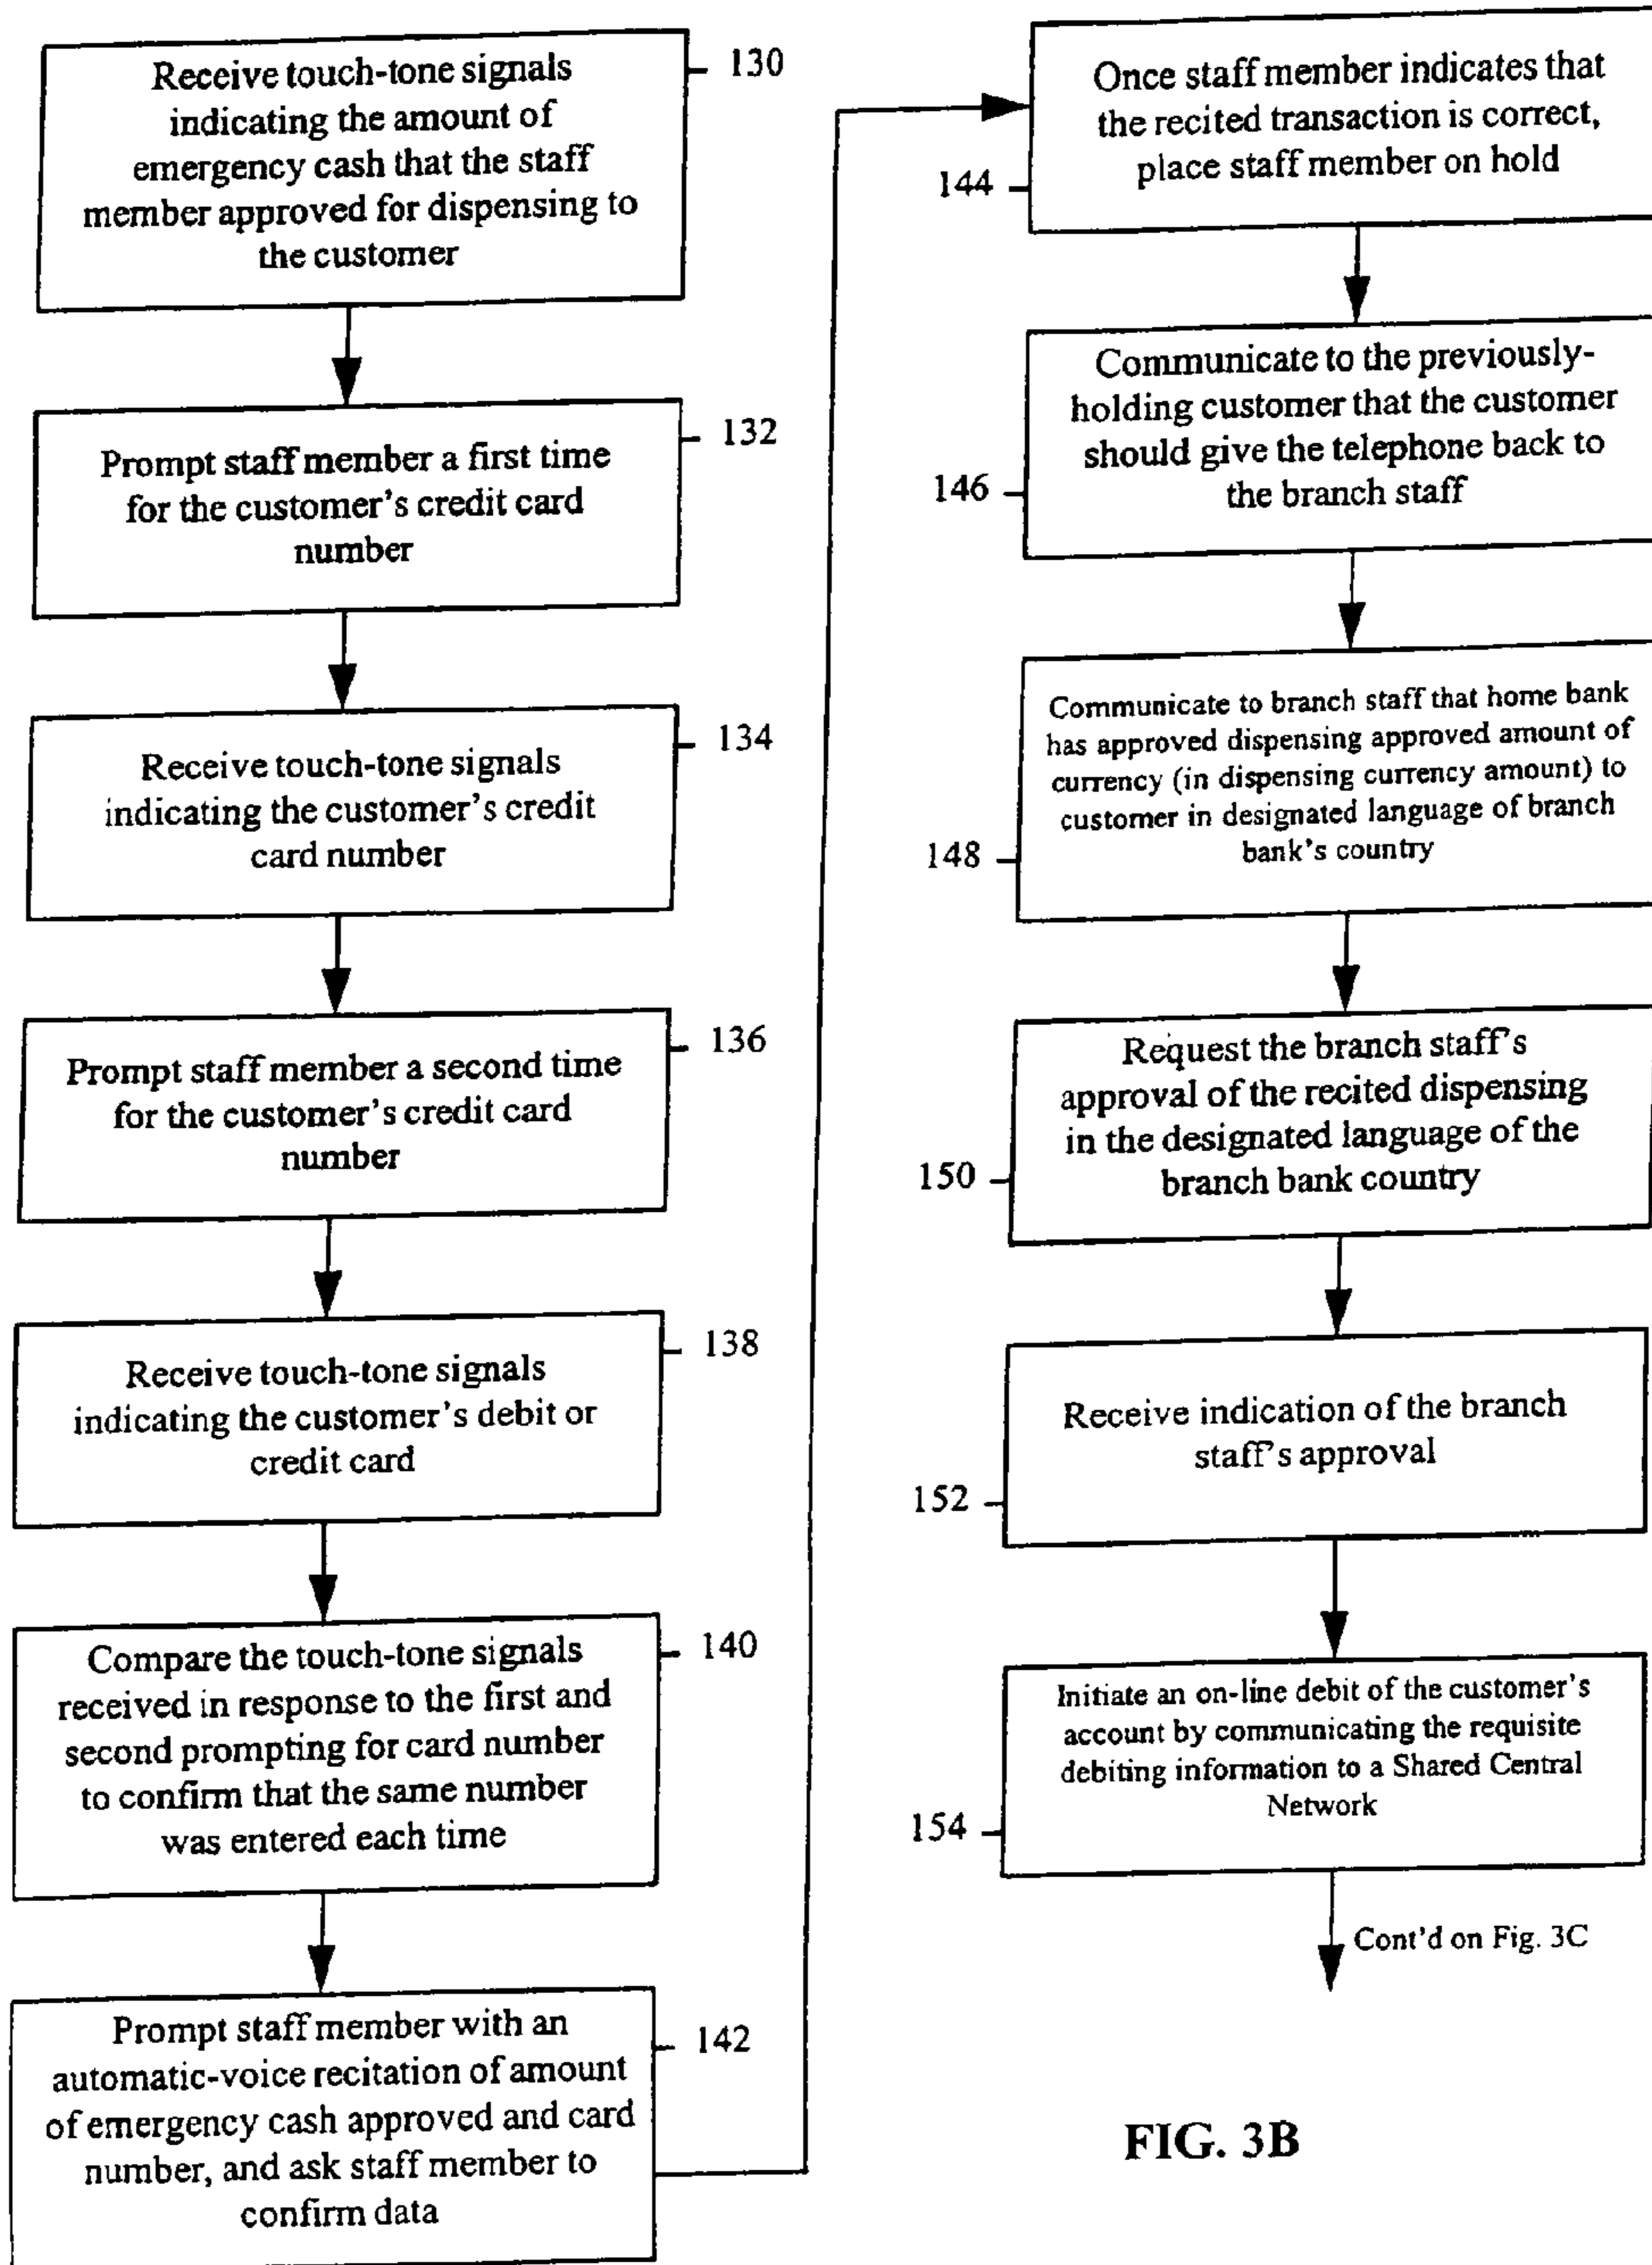 Receive touch-tone signals
indicating the amount of
emergency cash that the staff
member approved for dispensing to
the customer
130
Prompt staff member a first time
for the customer's credit card
number
132
Receive touch-tone signals
indicating the customer's credit
card number
134
Prompt staff member a second time
for the customer's credit card
number
136
Receive touch-tone signals
indicating the customer's debit or
credit card
138
Compare the touch-tone signals
received in response to the first and
second prompting for card number
to confirm that the same number
was entered each time
140
Prompt staff member with an
automatic-voice recitation of amount
of emergency cash approved and card
number, and ask staff member to
confirm data
142
Once staff member indicates that
the recited transaction is correct,
place staff member on hold
144
Communicate to the previously-
holding customer that the customer
should give the telephone back to
the branch staff
146
Communicate to branch staff that home bank
has approved dispensing approved amount of
currency (in dispensing currency amount) to
customer in designated language of branch
bank's country
148
Request the branch staff's
approval of the recited dispensing
in the designated language of the
branch bank country
150
Receive indication of the branch
staff's approval
152
Initiate an on-line debit of the customer's
account by communicating the requisite
debiting information to a Shared Central
Network
154
Cont'd on Fig. 3C
FIG. 3B